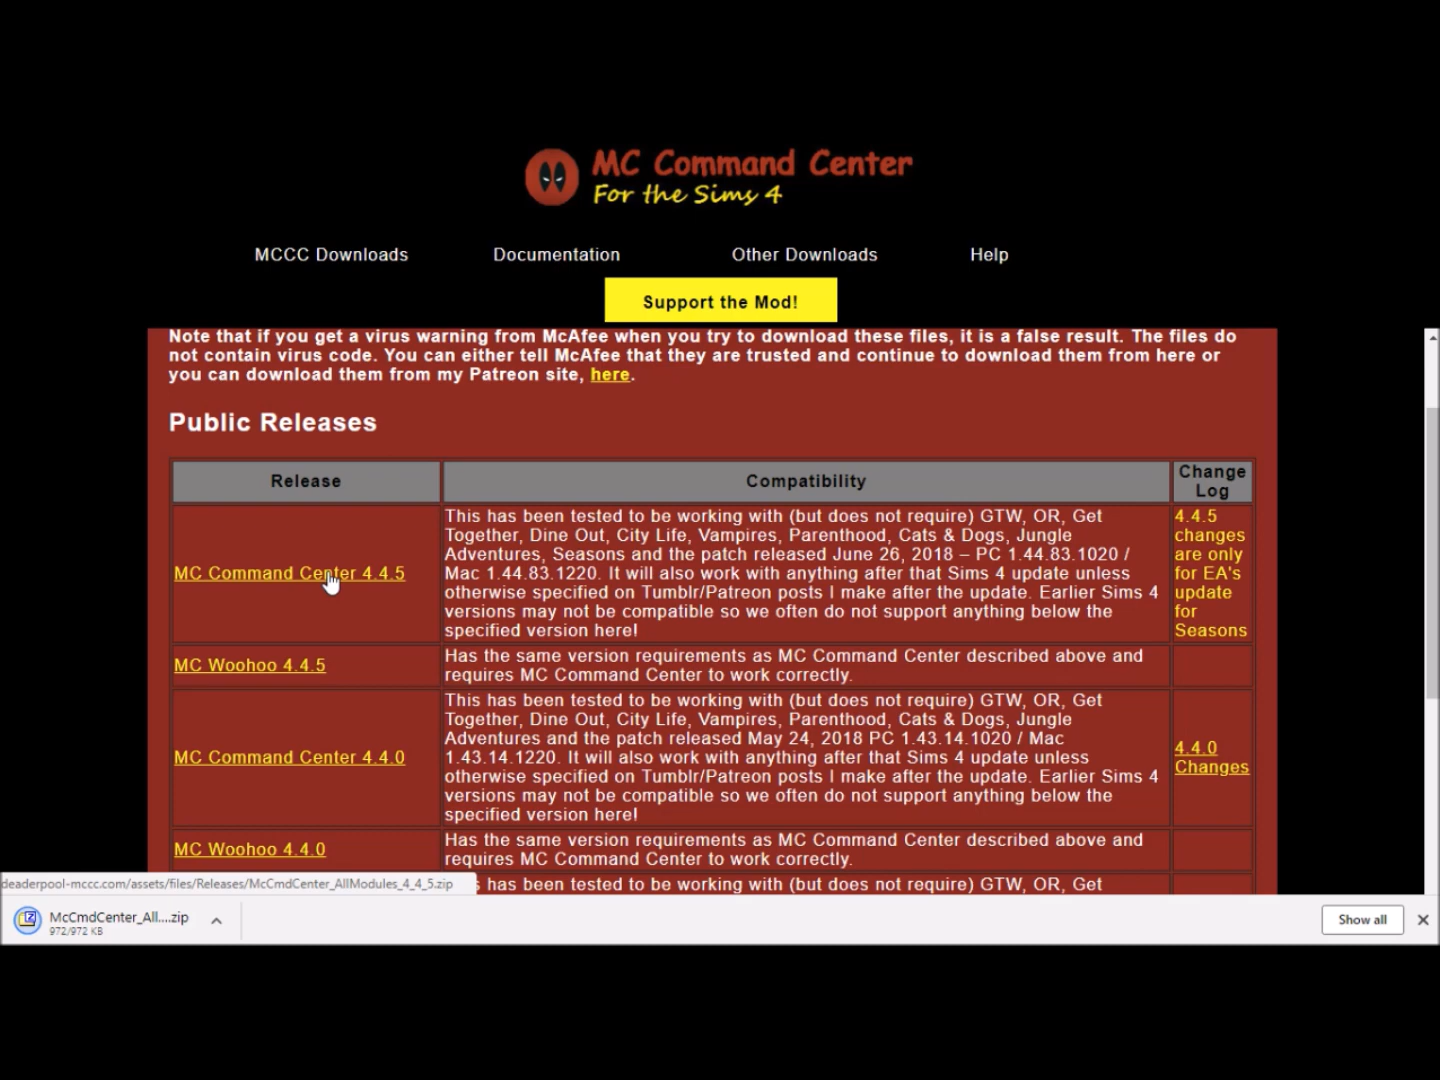 MC Command Center
For the Sims 4
MCCC Downloads
Documentation
Other Downloads
Help
Support the Mod!
Note that if you get a virus warning from McAfee when you try to download these files, it is a false result. The files do
not contain virus code. You can either tell McAfee that they are trusted and continue to download them from here or
you can download them from my Patreon site, here.
Public Releases
Release
Compatibility
Change
Log
MC Command Center 4.4.5
This has been tested to be working with (but does not require) GTW, OR, Get
Together, Dine Out, City Life, Vampires, Parenthood, Cats & Dogs, Jungle
Adventures, Seasons and the patch released June 26, 2018 – PC 1.44.83.1020 /
Mac 1.44.83.1220. It will also work with anything after that Sims 4 update unless
otherwise specified on Tumblr/Patreon posts I make after the update. Earlier Sims 4
versions may not be compatible so we often do not support anything below the
specified version here!
4.4.5
changes
are only
for EA's
update
for
Seasons
MC Woohoo 4.4.5
Has the same version requirements as MC Command Center described above and
requires MC Command Center to work correctly.
MC Command Center 4.4.0
This has been tested to be working with (but does not require) GTW, OR, Get
Together, Dine Out, City Life, Vampires, Parenthood, Cats & Dogs, Jungle
Adventures and the patch released May 24, 2018 PC 1.43.14.1020 / Mac
1.43.14.1220. It will also work with anything after that Sims 4 update unless
otherwise specified on Tumblr/Patreon posts I make after the update. Earlier Sims 4
versions may not be compatible so we often do not support anything below the
specified version here!
4.4.0
Changes
MC Woohoo 4.4.0
Has the same version requirements as MC Command Center described above and
requires MC Command Center to work correctly.
has been tested to be working with (but does not require) GTW, OR, Get
deaderpool-mccc.com/assets/files/Releases/McCmdCenter_AllModules_4_4_5.zip
McCmdCenter_All....zip
972/972 KB
Show all